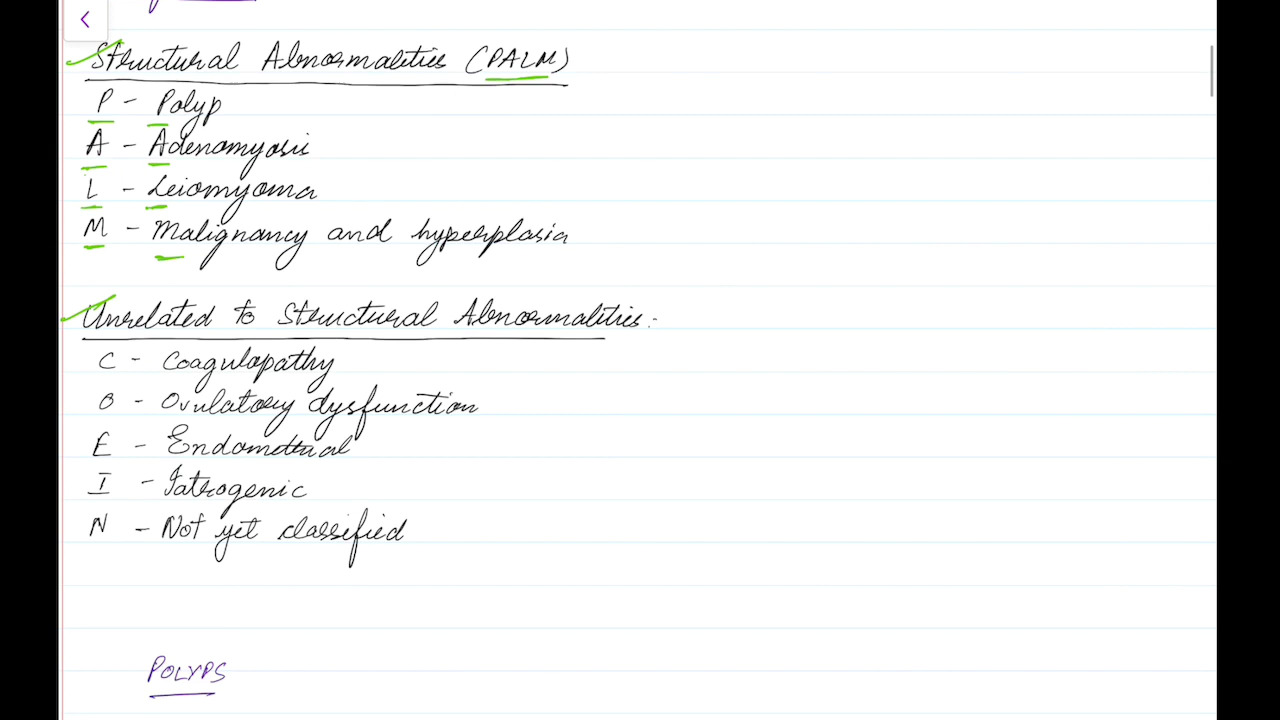 Structural Abnormalities (PALM)
P - Polyp
A - Adenomyosis
L - Leiomyoma
M - Malignancy and hyperplasia
Unrelated to Structural Abnormalities:-
C - Coagulopathy
O - Ovulatory dysfunction
E - Endometrial
I - Iatrogenic
N - Not yet classified
POLYPS